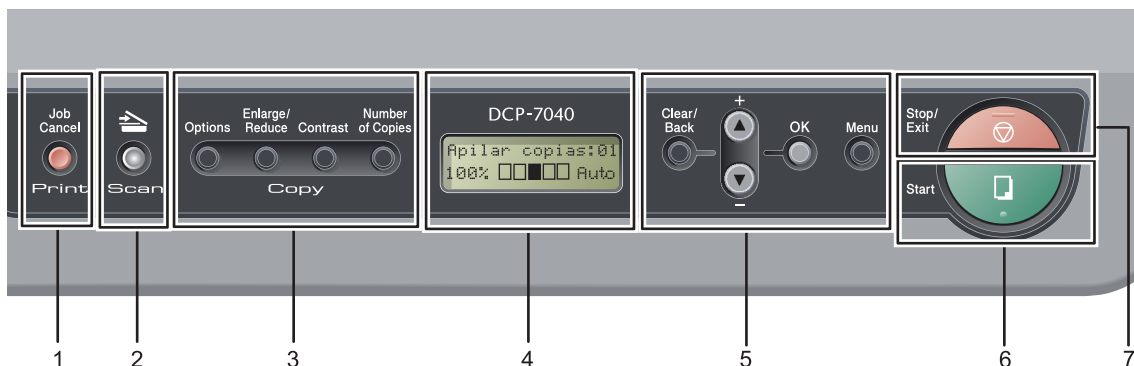 Job
Cancel
Print
Scan
Options
Enlarge/
Reduce
Contrast
Number
of Copies
Copy
DCP-7040
Apilar copias:01
100% Auto
Clear/
Back
+
-
OK
Menu
Stop/
Exit
Start
1
2
3
4
5
6
7